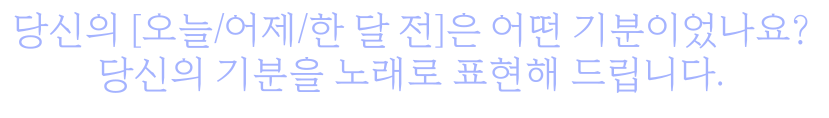 당신의 [오늘/어제/한 달 전]은 어떤 기분이었나요?
당신의 기분을 노래로 표현해 드립니다.